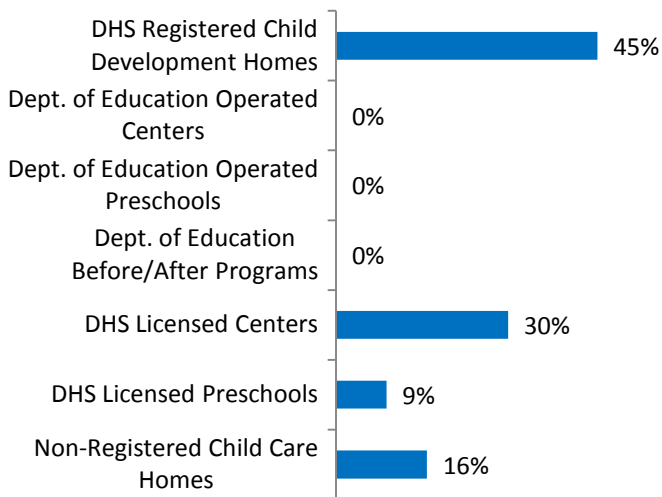 DHS Registered Child
Development Homes
45%
Dept. of Education Operated
Centers
0%
Dept. of Education Operated
Preschools
0%
Dept. of Education
Before/After Programs
0%
DHS Licensed Centers
30%
DHS Licensed Preschools
9%
Non-Registered Child Care
Homes
16%